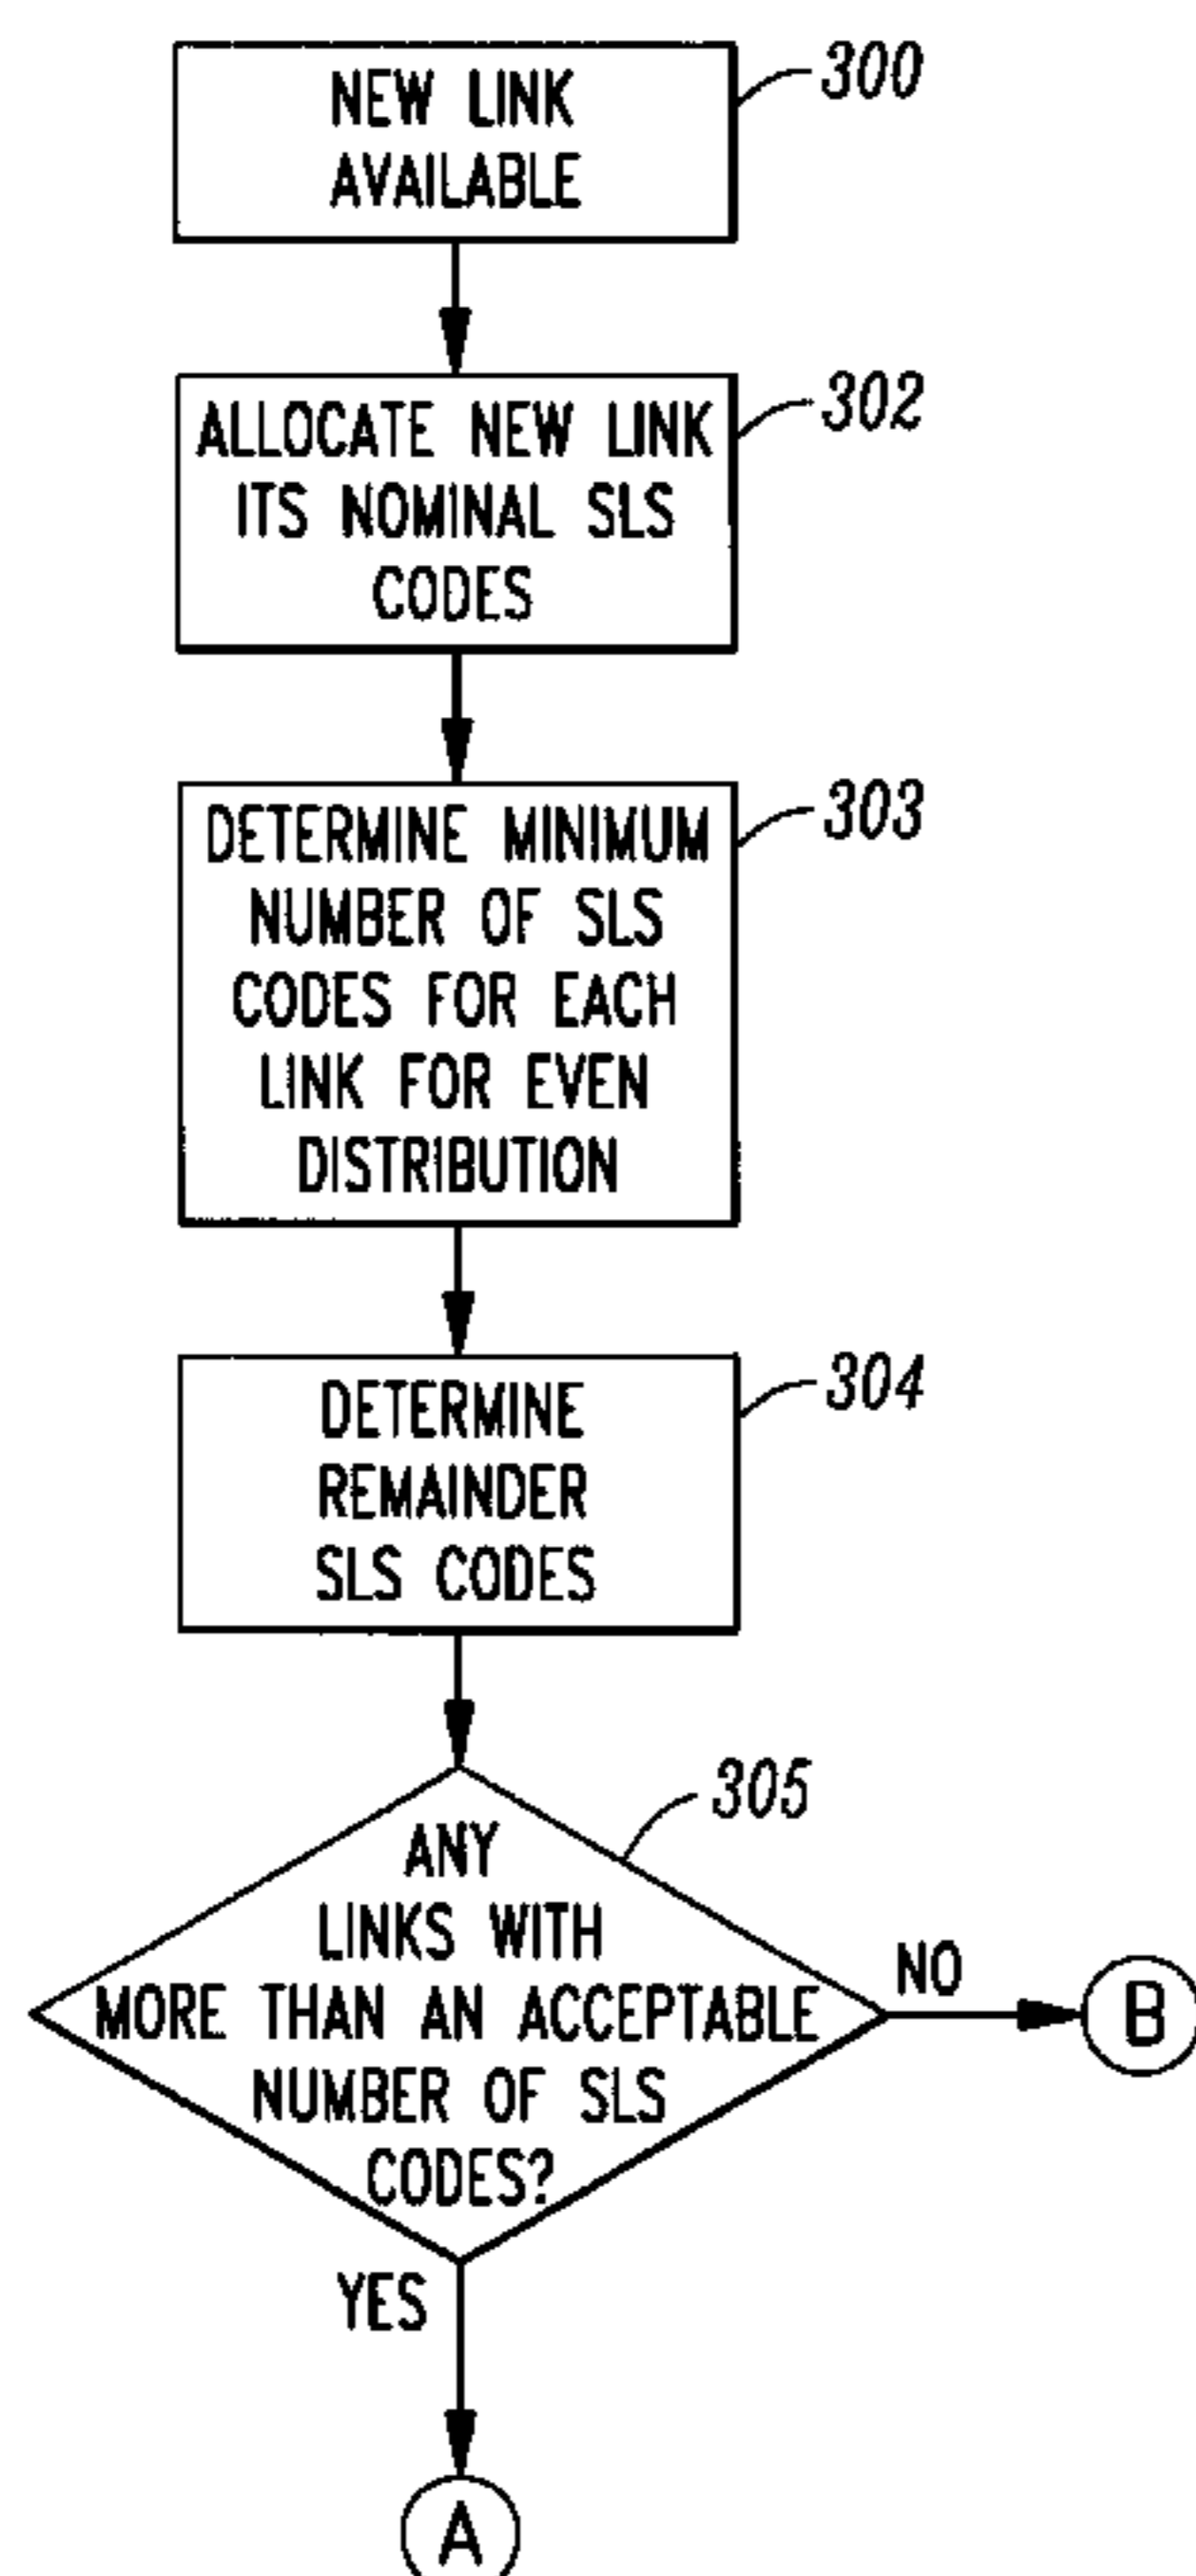 NEW LINK
AVAILABLE
300
ALLOCATE NEW LINK
ITS NOMINAL SLS
CODES
302
DETERMINE MINIMUM
NUMBER OF SLS
CODES FOR EACH
LINK FOR EVEN
DISTRIBUTION
303
DETERMINE
REMAINDER
SLS CODES
304
ANY
LINKS WITH
MORE THAN AN ACCEPTABLE
NUMBER OF SLS
CODES?
305
NO
B
YES
A